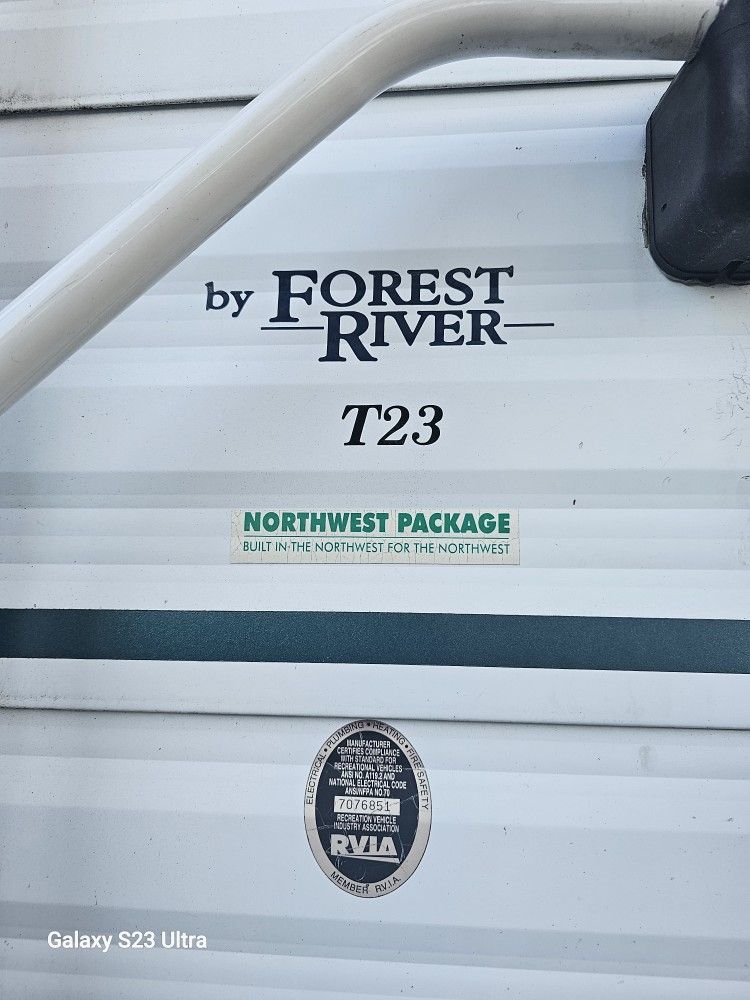 by FOREST
RIVER
T23
NORTHWEST PACKAGE
BUILT IN THE NORTHWEST FOR THE NORTHWEST
ELECTRICAL • PLUMBING • HEATING • FIRE/SAFETY
MANUFACTURER
CERTIFIES COMPLIANCE
WITH STANDARD FOR
RECREATIONAL VEHICLES
ANSI NO. A119.2 AND
NATIONAL ELECTRICAL CODE
ANSI/NFPA NO.70
7076851
RECREATION VEHICLE
INDUSTRY ASSOCIATION
RVIA
MEMBER R.V.I.A.
Galaxy S23 Ultra